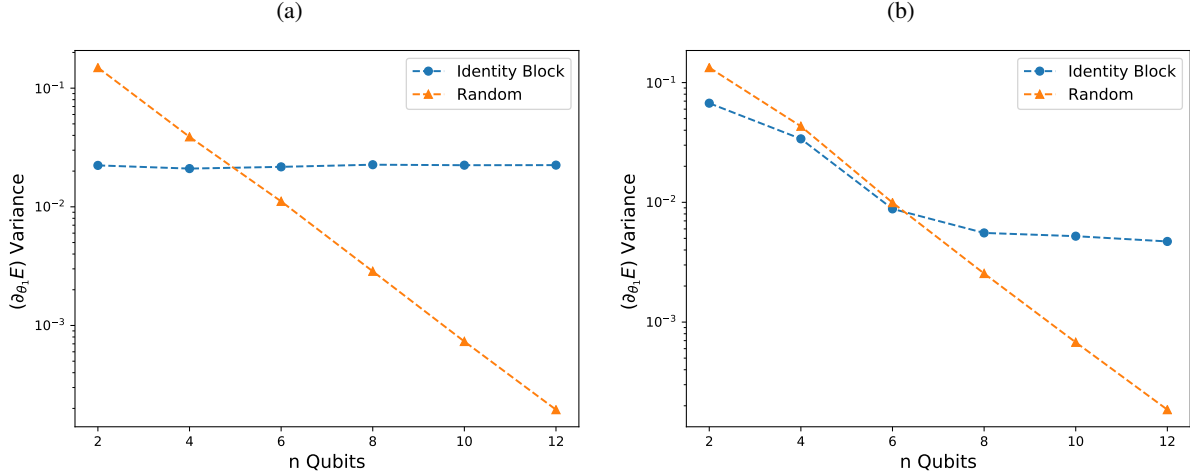 (a)
10⁻¹
10⁻²
10⁻³
(∂θ₁E) Variance
Identity Block
Random
2 4 6 8 10 12
n Qubits
(b)
10⁻¹
10⁻²
10⁻³
(∂θ₁E) Variance
Identity Block
Random
2 4 6 8 10 12
n Qubits